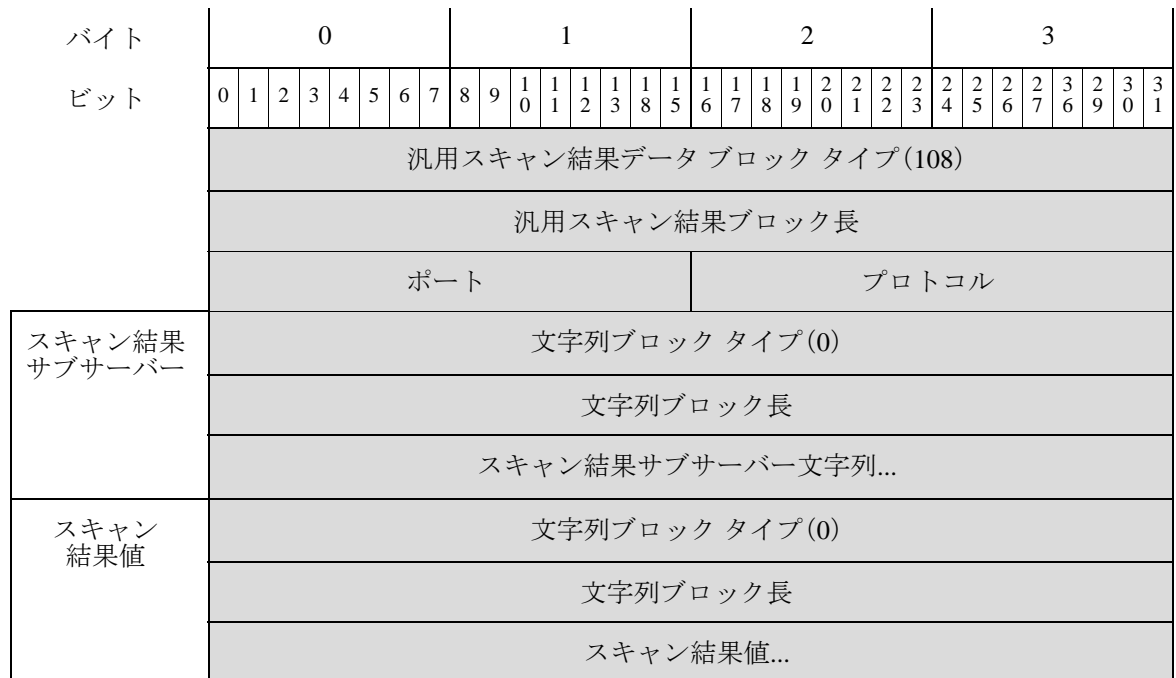 バイト 0 1 2 3
ビット 0 1 2 3 4 5 6 7 8 9 10 11 12 13 18 15 16 17 18 19 20 21 22 23 24 25 26 27 36 29 30 31
汎用スキャン結果データ ブロック タイプ(108)
汎用スキャン結果ブロック長
ポート プロトコル
スキャン結果
サブサーバー
文字列ブロック タイプ(0)
文字列ブロック長
スキャン結果サブサーバー文字列...
スキャン
結果値
文字列ブロック タイプ(0)
文字列ブロック長
スキャン結果値...